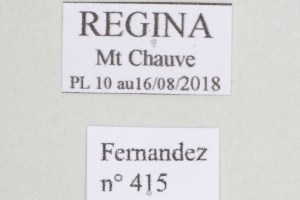 REGINA
Mt Chauve
PL 10 au16/08/2018
Fernandez
n° 415